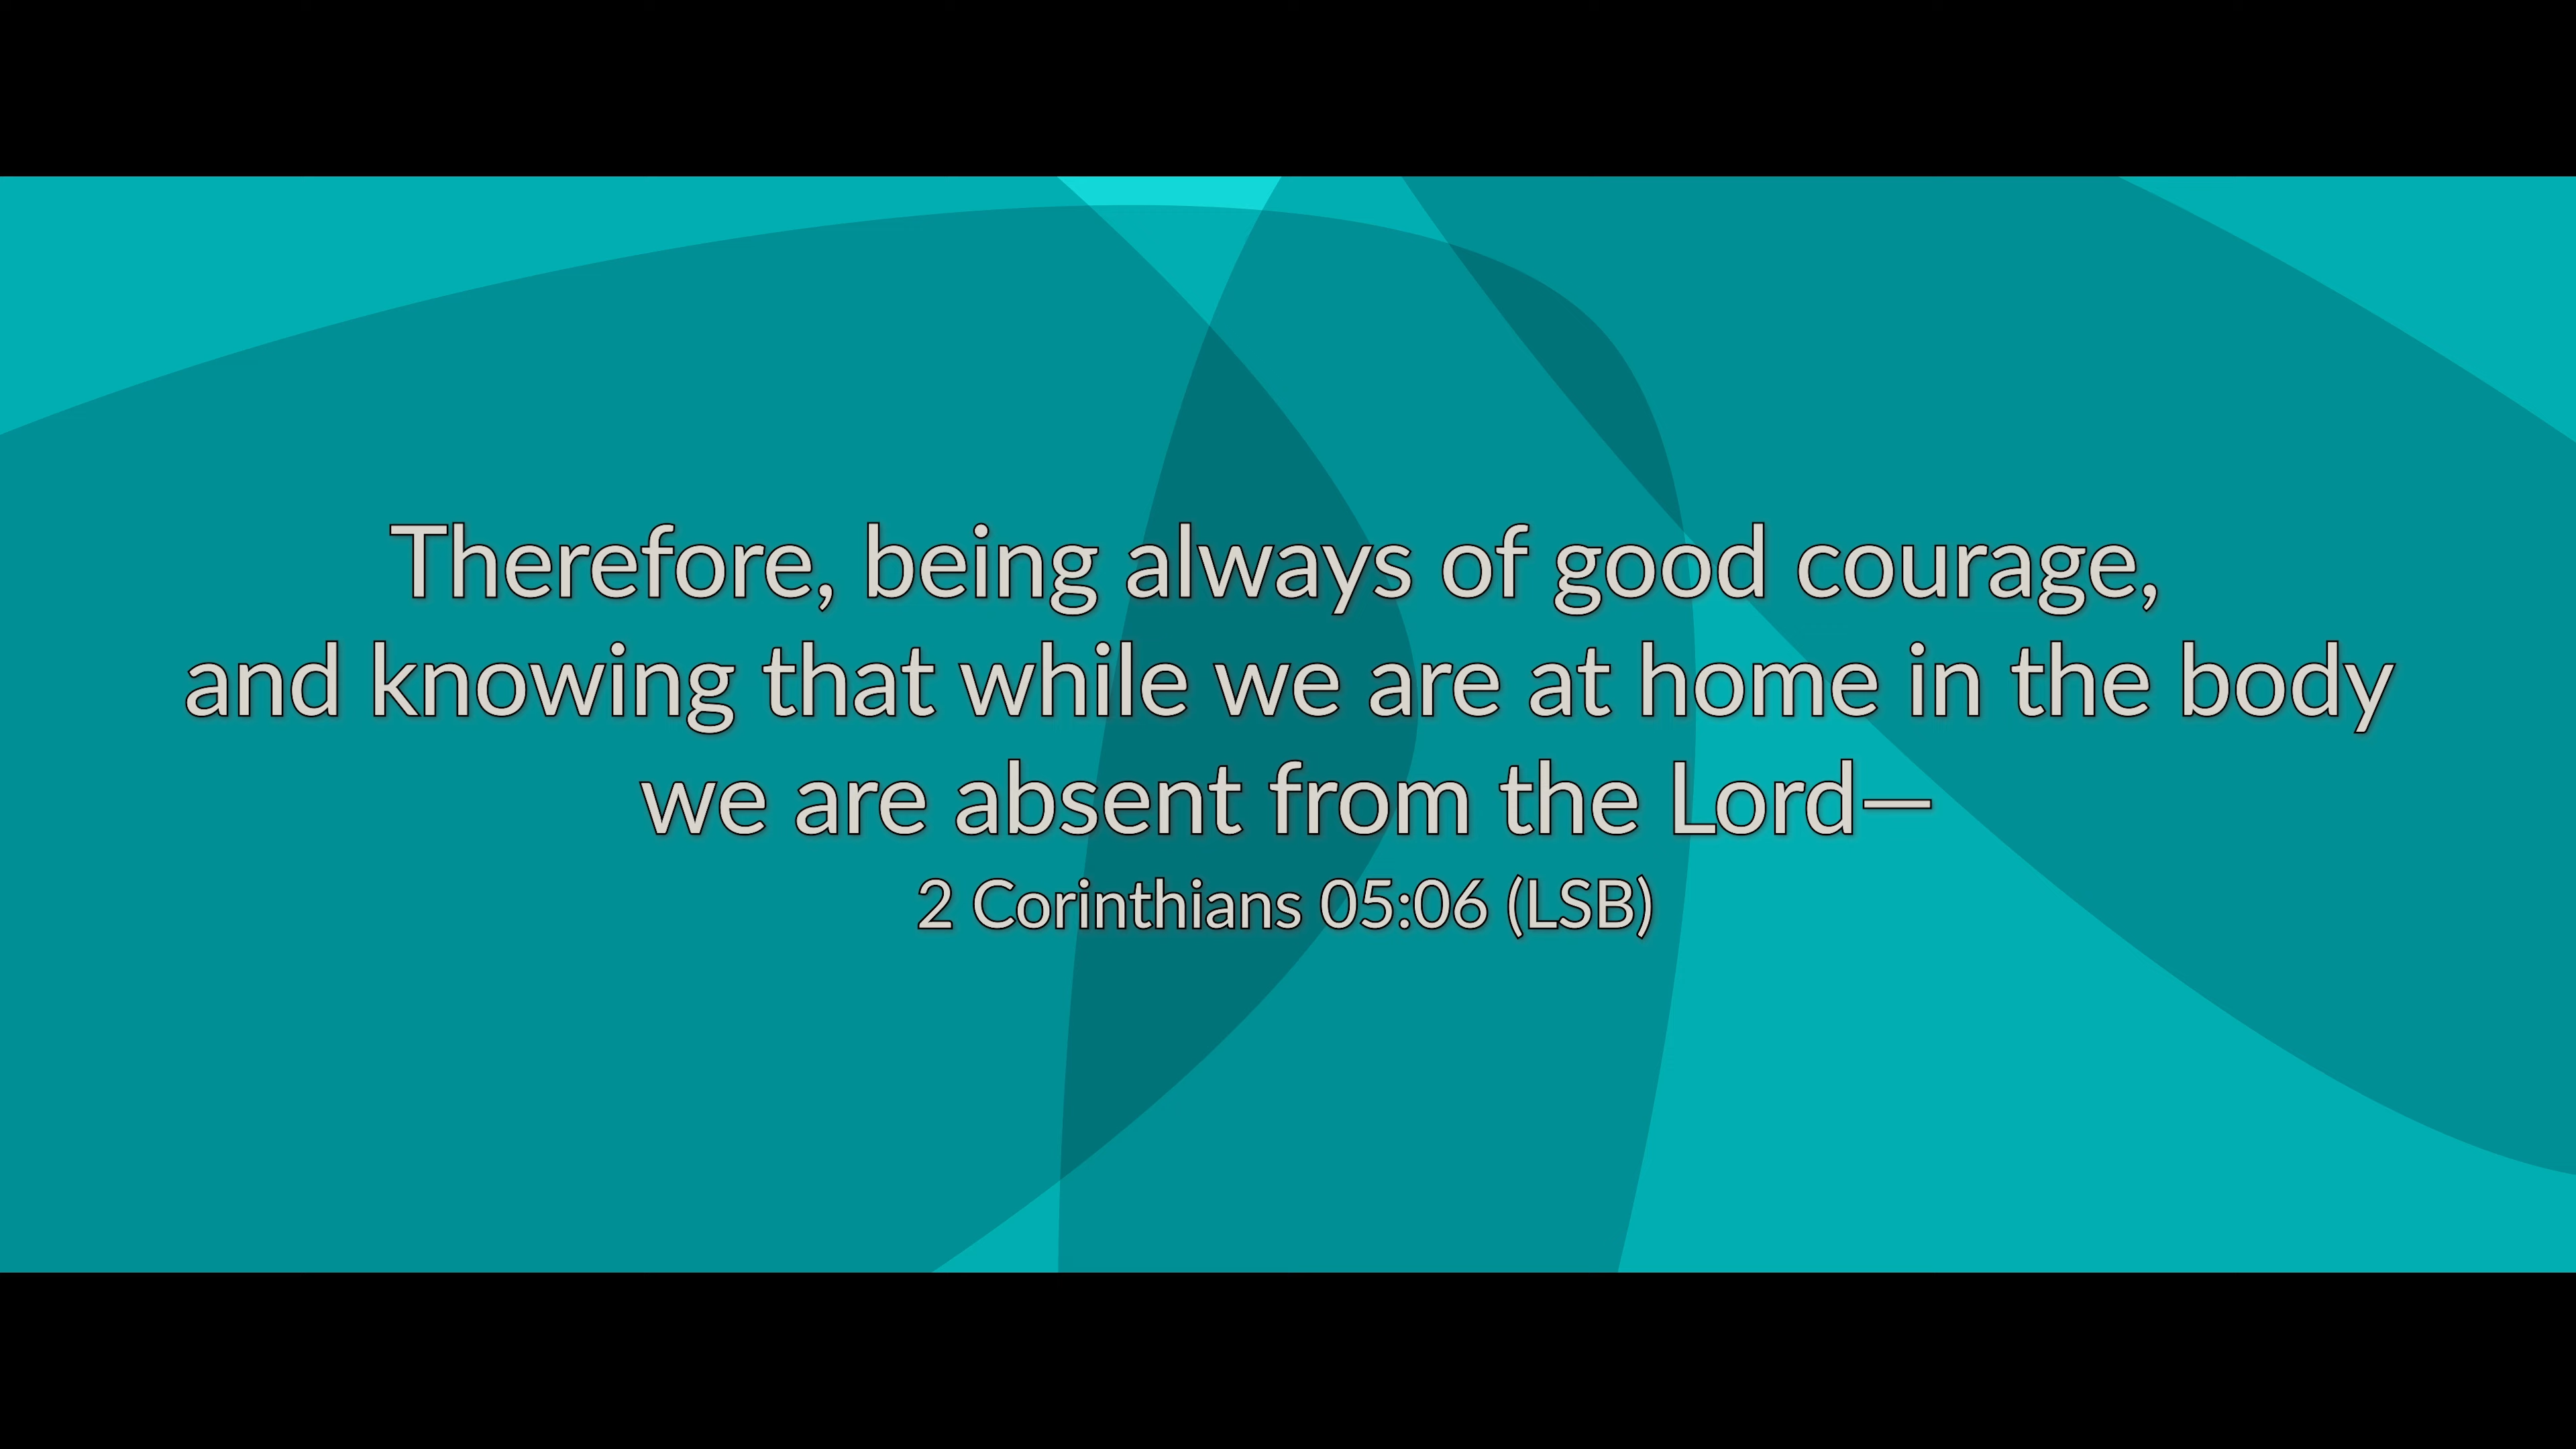 Therefore, being always of good courage,
and knowing that while we are at home in the body
we are absent from the Lord—
2 Corinthians 05:06 (LSB)